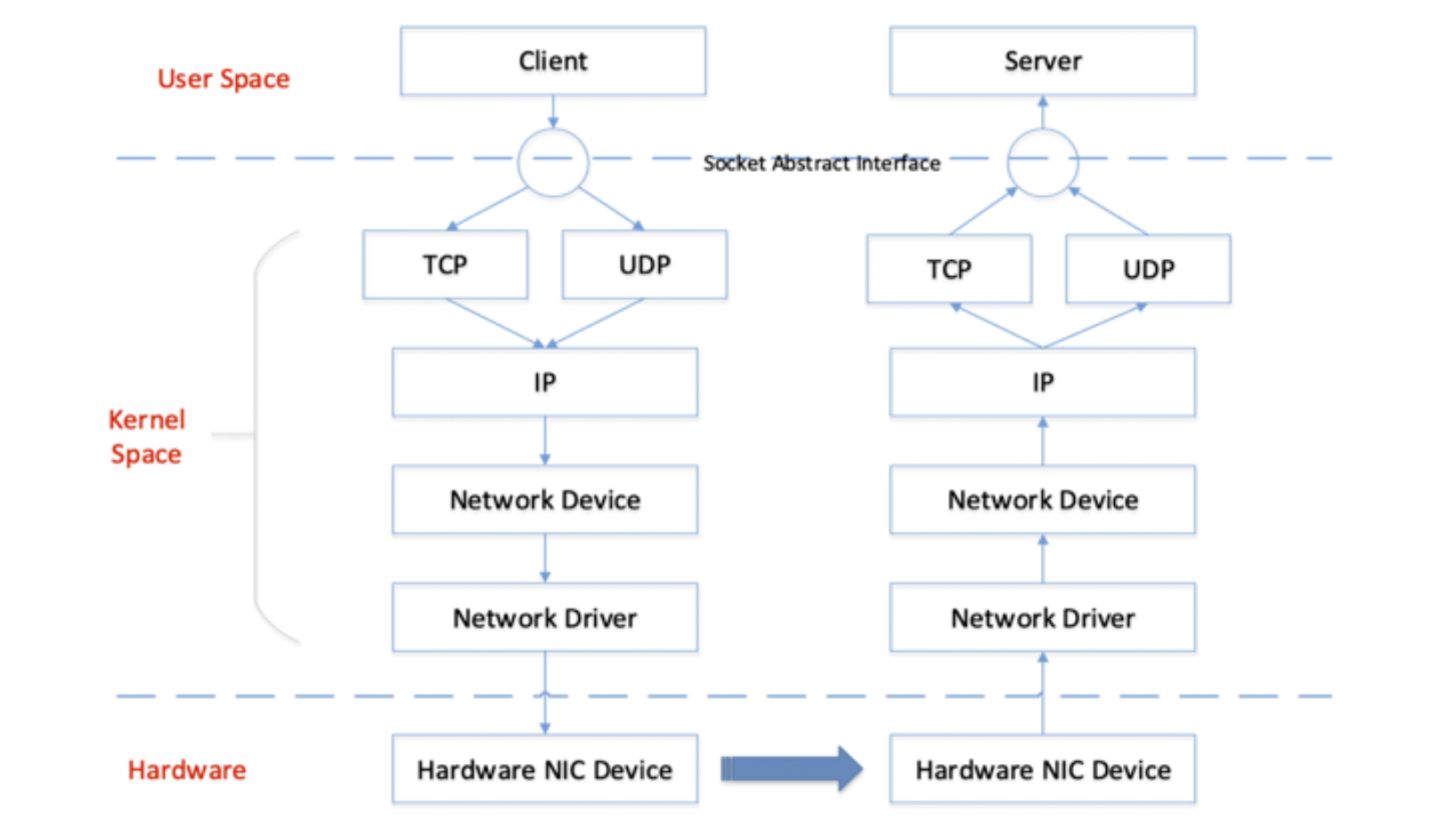 Client
Server
User Space
Socket Abstract Interface
TCP
UDP
TCP
UDP
IP
IP
Kernel
Space
Network Device
Network Device
Network Driver
Network Driver
Hardware
Hardware NIC Device
Hardware NIC Device